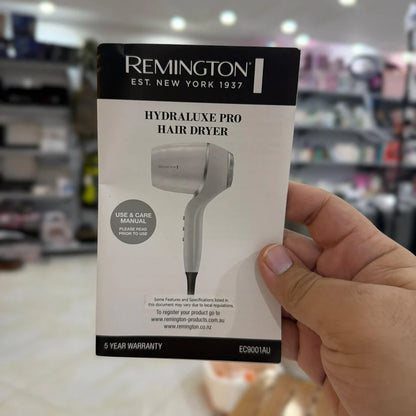 REMINGTON
EST. NEW YORK 1937
HYDRALUXE PRO
HAIR DRYER
REMINGTON
USE & CARE
MANUAL
PLEASE READ
PRIOR TO USE
Some Features and Specifications listed in
this document may vary due to local regulations.
To register your product go to
www.remington-products.com.au
www.remington.co.nz
5 YEAR WARRANTY
EC9001AU